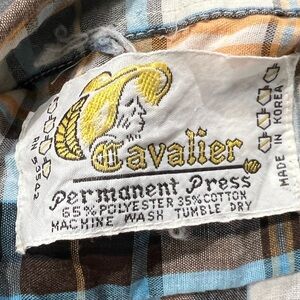 Cavalier
Permanent Press
65% POLYESTER 35% COTTON
MACHINE WASH TUMBLE DRY
MADE IN KOREA